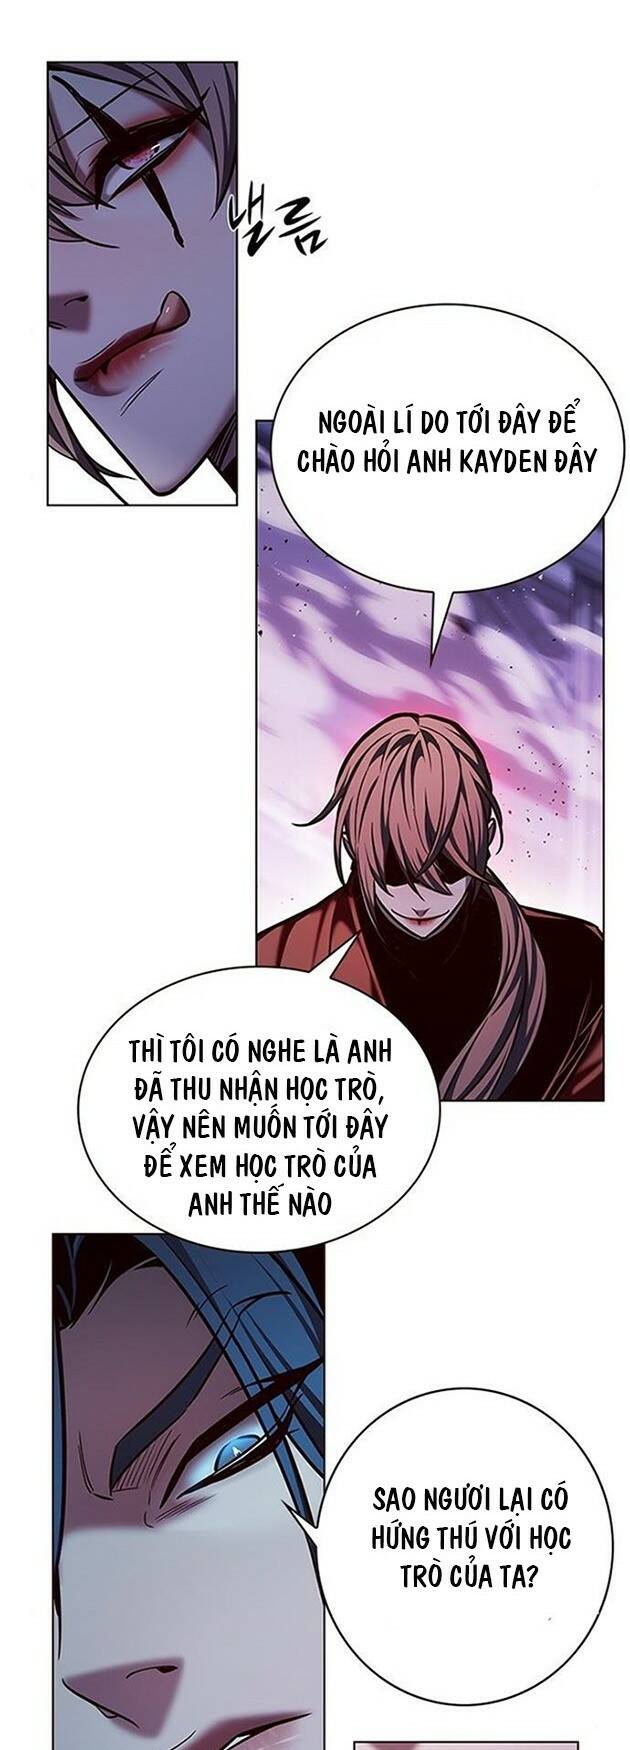 낼름
NGOÀI LÍ DO TỚI ĐÂY ĐỂ
CHÀO HỎI ANH KAYDEN ĐÂY
THÌ TÔI CÓ NGHE LÀ ANH
ĐÃ THU NHẬN HỌC TRÒ,
VẬY NÊN MUỐN TỚI ĐÂY
ĐỂ XEM HỌC TRÒ CỦA
ANH THẾ NÀO
SAO NGƯƠI LẠI CÓ
HỨNG THÚ VỚI HỌC
TRÒ CỦA TA?